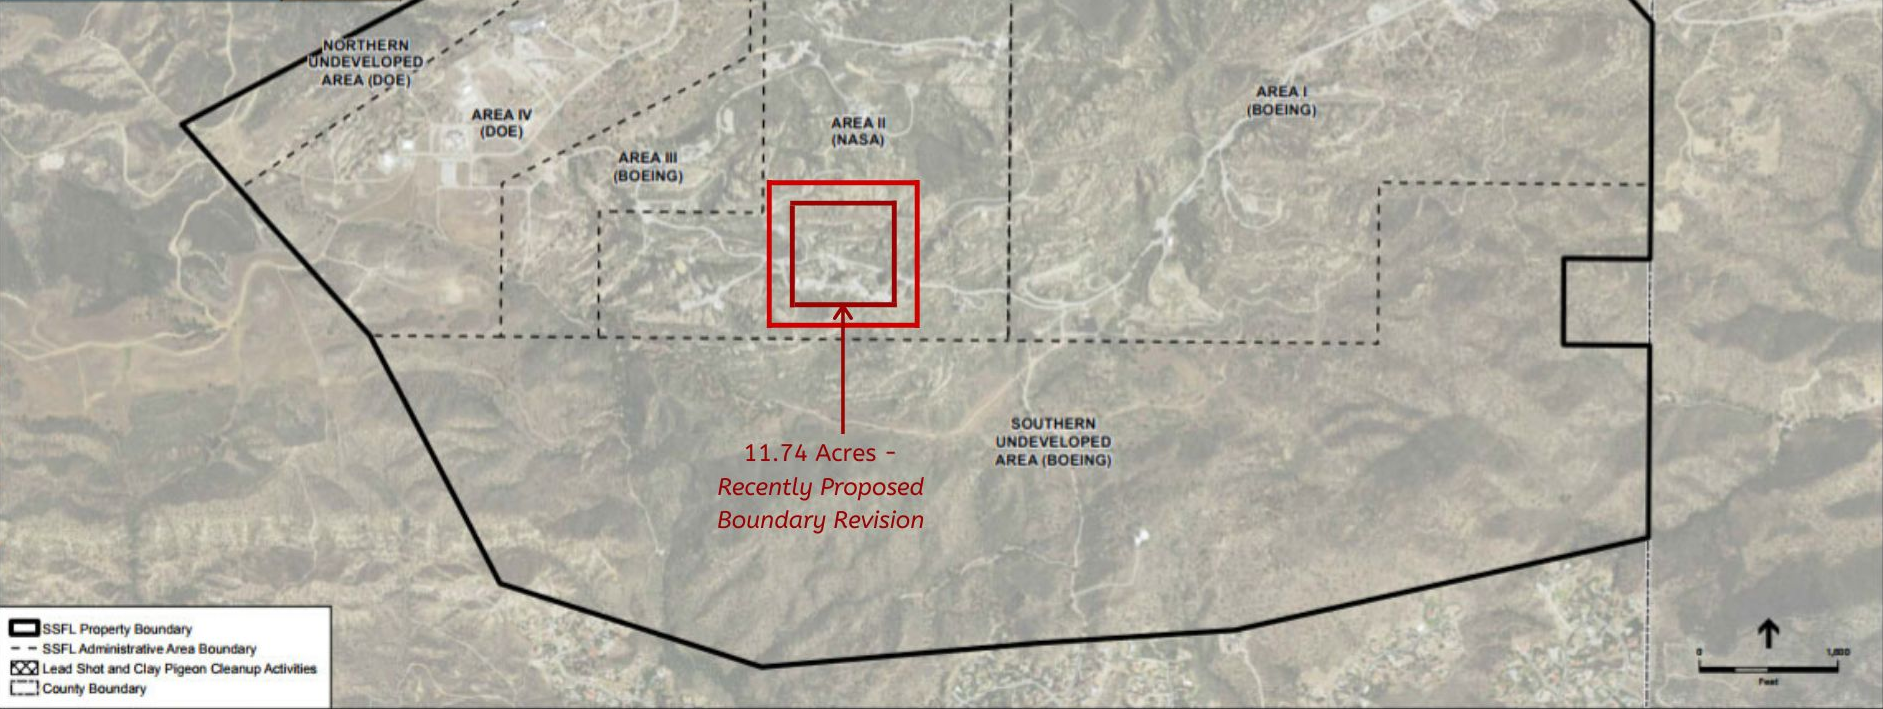 NORTHERN
UNDEVELOPED
AREA (DOE)
AREA IV
(DOE)
AREA III
(BOEING)
AREA II
(NASA)
AREA I
(BOEING)
SOUTHERN
UNDEVELOPED
AREA (BOEING)
11.74 Acres -
Recently Proposed
Boundary Revision
SSFL Property Boundary
SSFL Administrative Area Boundary
Lead Shot and Clay Pigeon Cleanup Activities
County Boundary
0
Feet